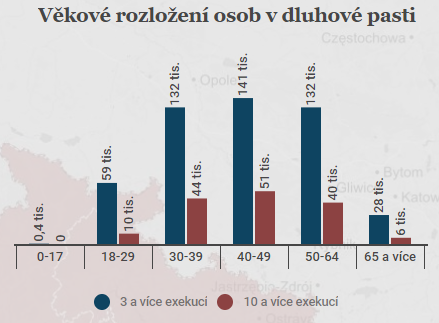 Věkové rozložení osob v dluhové pasti
Częstochowa
Opole
Bytom
Gliwice
Katow
Jastrzębie-Zdrój
Ostrava
0,4 tis.
0
59 tis.
10 tis.
132 tis.
44 tis.
141 tis.
51 tis.
132 tis.
40 tis.
28 tis.
6 tis.
0-17 18-29 30-39 40-49 50-64 65 a více
3 a více exekucí 10 a více exekucí